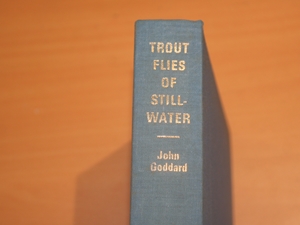 TROUT
FLIES
OF
STILL-
WATER
John
Goddard